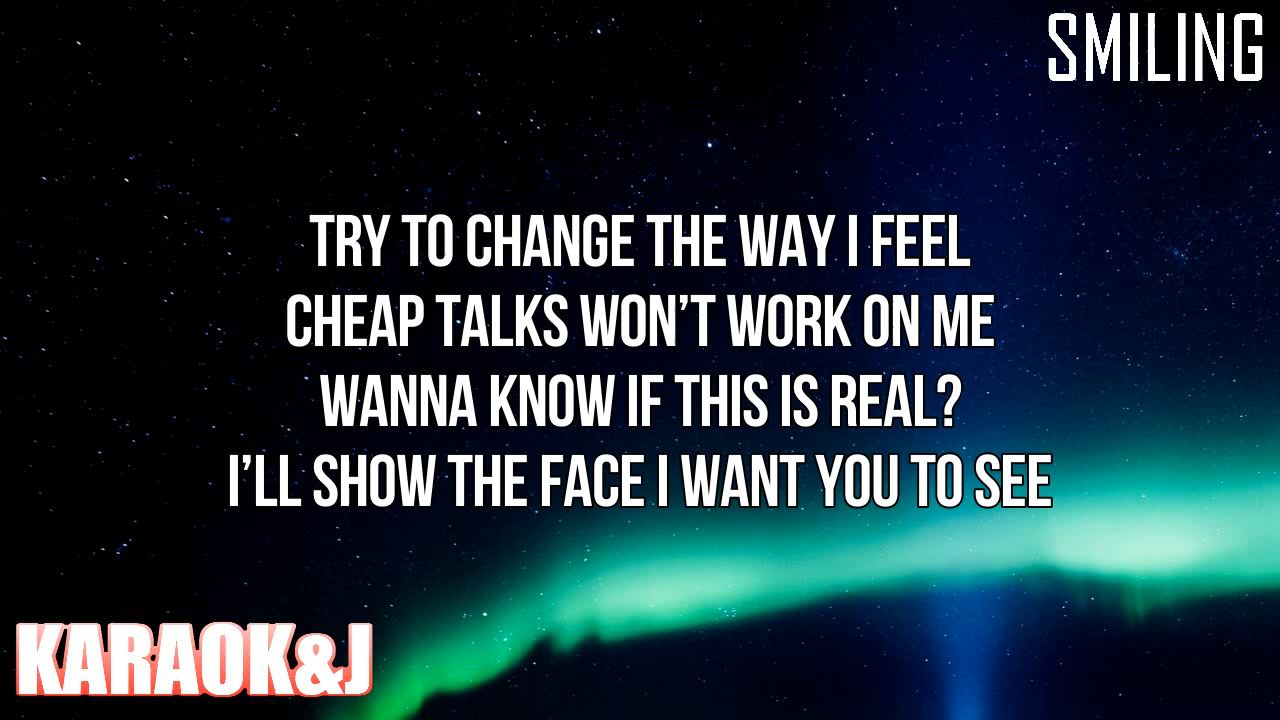 SMILING
TRY TO CHANGE THE WAY I FEEL
CHEAP TALKS WON’T WORK ON ME
WANNA KNOW IF THIS IS REAL?
I’LL SHOW THE FACE I WANT YOU TO SEE
KARAOK&J